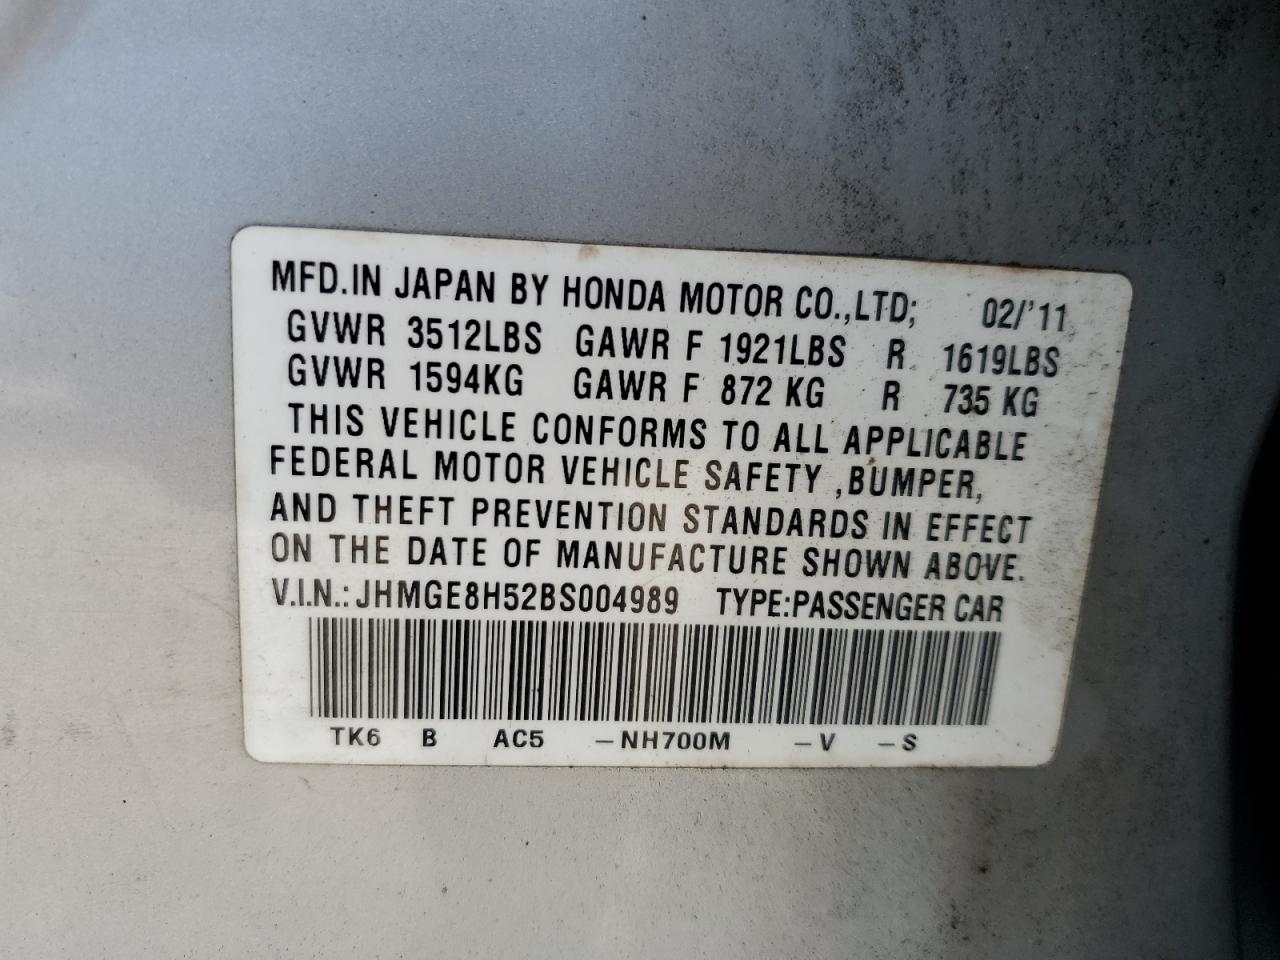 MFD.IN JAPAN BY HONDA MOTOR CO.,LTD; 02/'11
GVWR 3512LBS GAWR F 1921LBS R 1619LBS
GVWR 1594KG GAWR F 872 KG R 735 KG
THIS VEHICLE CONFORMS TO ALL APPLICABLE
FEDERAL MOTOR VEHICLE SAFETY ,BUMPER,
AND THEFT PREVENTION STANDARDS IN EFFECT
ON THE DATE OF MANUFACTURE SHOWN ABOVE.
V.I.N.: JHMGE8H52BS004989 TYPE:PASSENGER CAR
TK6 B AC5 –NH700M –V –S